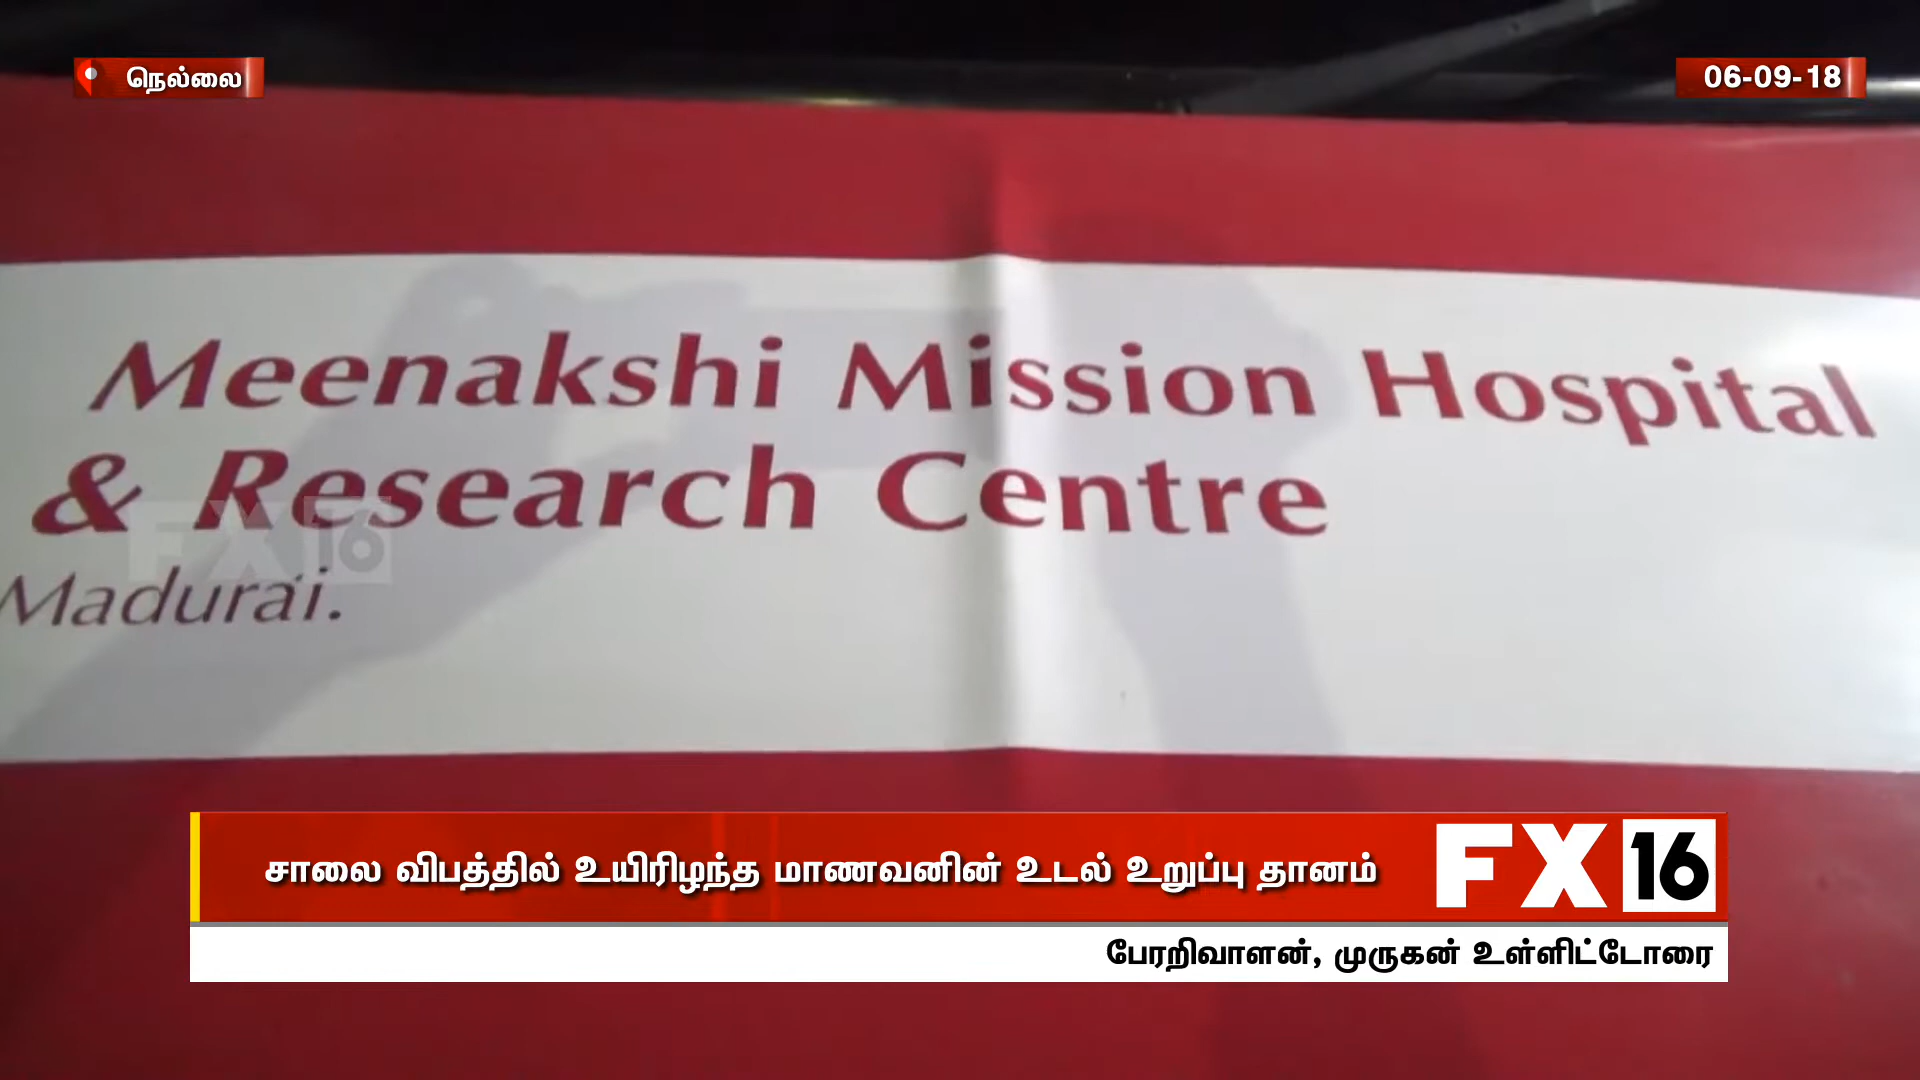 நெல்லை
06-09-18
Meenakshi Mission Hospital
& Research Centre
FX16
Madurai.
சாலை விபத்தில் உயிரிழந்த மாணவனின் உடல் உறுப்பு தானம்
FX16
பேரறிவாளன், முருகன் உள்ளிட்டோரை